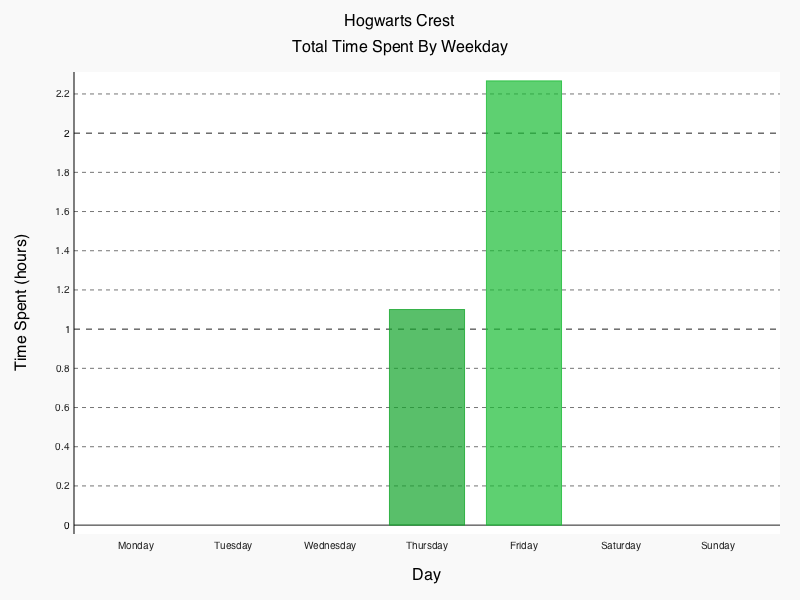 Hogwarts Crest
Total Time Spent By Weekday
Time Spent (hours)
2.2
2
1.8
1.6
1.4
1.2
1
0.8
0.6
0.4
0.2
0
Monday Tuesday Wednesday Thursday Friday Saturday Sunday
Day